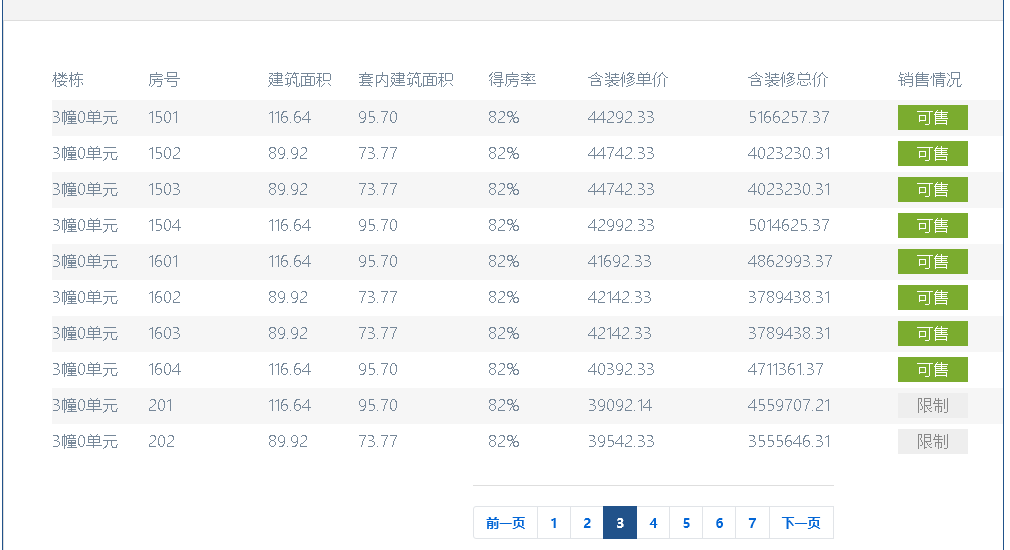 楼栋 房号 建筑面积 套内建筑面积 得房率 含装修单价 含装修总价 销售情况
3幢0单元 1501 116.64 95.70 82% 44292.33 5166257.37 可售
3幢0单元 1502 89.92 73.77 82% 44742.33 4023230.31 可售
3幢0单元 1503 89.92 73.77 82% 44742.33 4023230.31 可售
3幢0单元 1504 116.64 95.70 82% 42992.33 5014625.37 可售
3幢0单元 1601 116.64 95.70 82% 41692.33 4862993.37 可售
3幢0单元 1602 89.92 73.77 82% 42142.33 3789438.31 可售
3幢0单元 1603 89.92 73.77 82% 42142.33 3789438.31 可售
3幢0单元 1604 116.64 95.70 82% 40392.33 4711361.37 可售
3幢0单元 201 116.64 95.70 82% 39092.14 4559707.21 限制
3幢0单元 202 89.92 73.77 82% 39542.33 3555646.31 限制
前一页 1 2 3 4 5 6 7 下一页